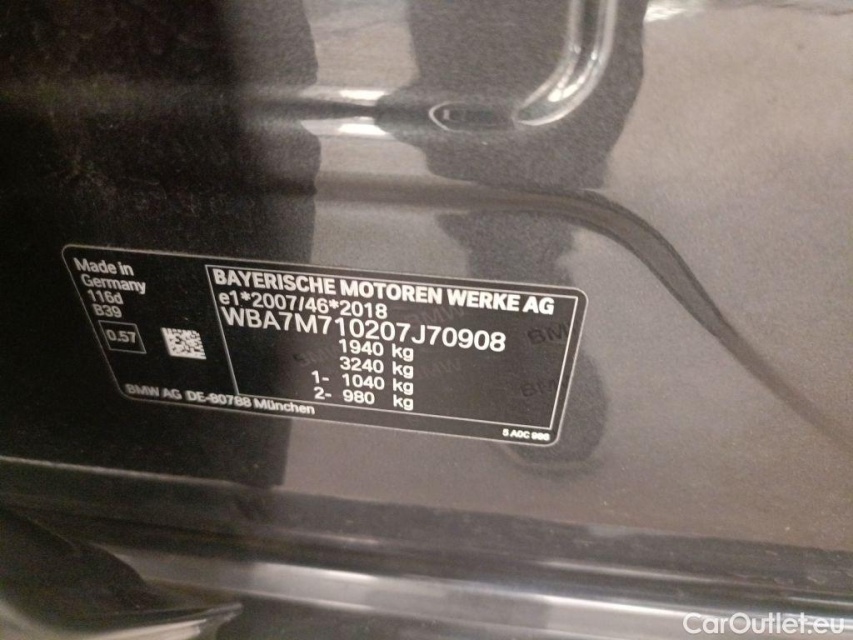 Made in
Germany
116d
B39
0.57
BMW AG DE-80788 München
BAYERISCHE MOTOREN WERKE AG
e1*2007/46*2018
WBA7M710207J70908
1940 kg
3240 kg
1- 1040 kg
2- 980 kg
CarOutlet.eu